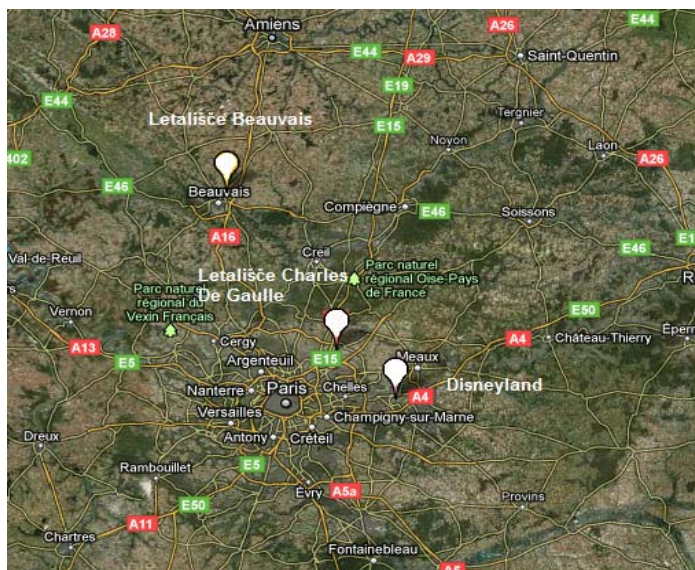 A28
Amiens
A26
E44
E44
A29
Saint-Quentin
E19
E44
Letališče Beauvais
E15
Tergnier
Noyon
Laon
402
A26
E46
Beauvais
Compiègne
E46
Soissons
A16
E46
Val-de-Reuil
Creil
Letališče Charles
De Gaulle
Parc naturel
régional Oise-Pays
de France
Parc naturel
régional du
Vexin Français
R
Vernon
E50
Cergy
A4
Château-Thierry
Éper
A13
E5
E15
Argenteuil
Meaux
Nanterre
Paris
Chelles
A4
Disneyland
Versailles
Champigny-sur-Marne
Antony
Créteil
Dreux
E5
Rambouillet
Évry
A5a
E50
Provins
A11
Chartres
Fontainebleau
A5